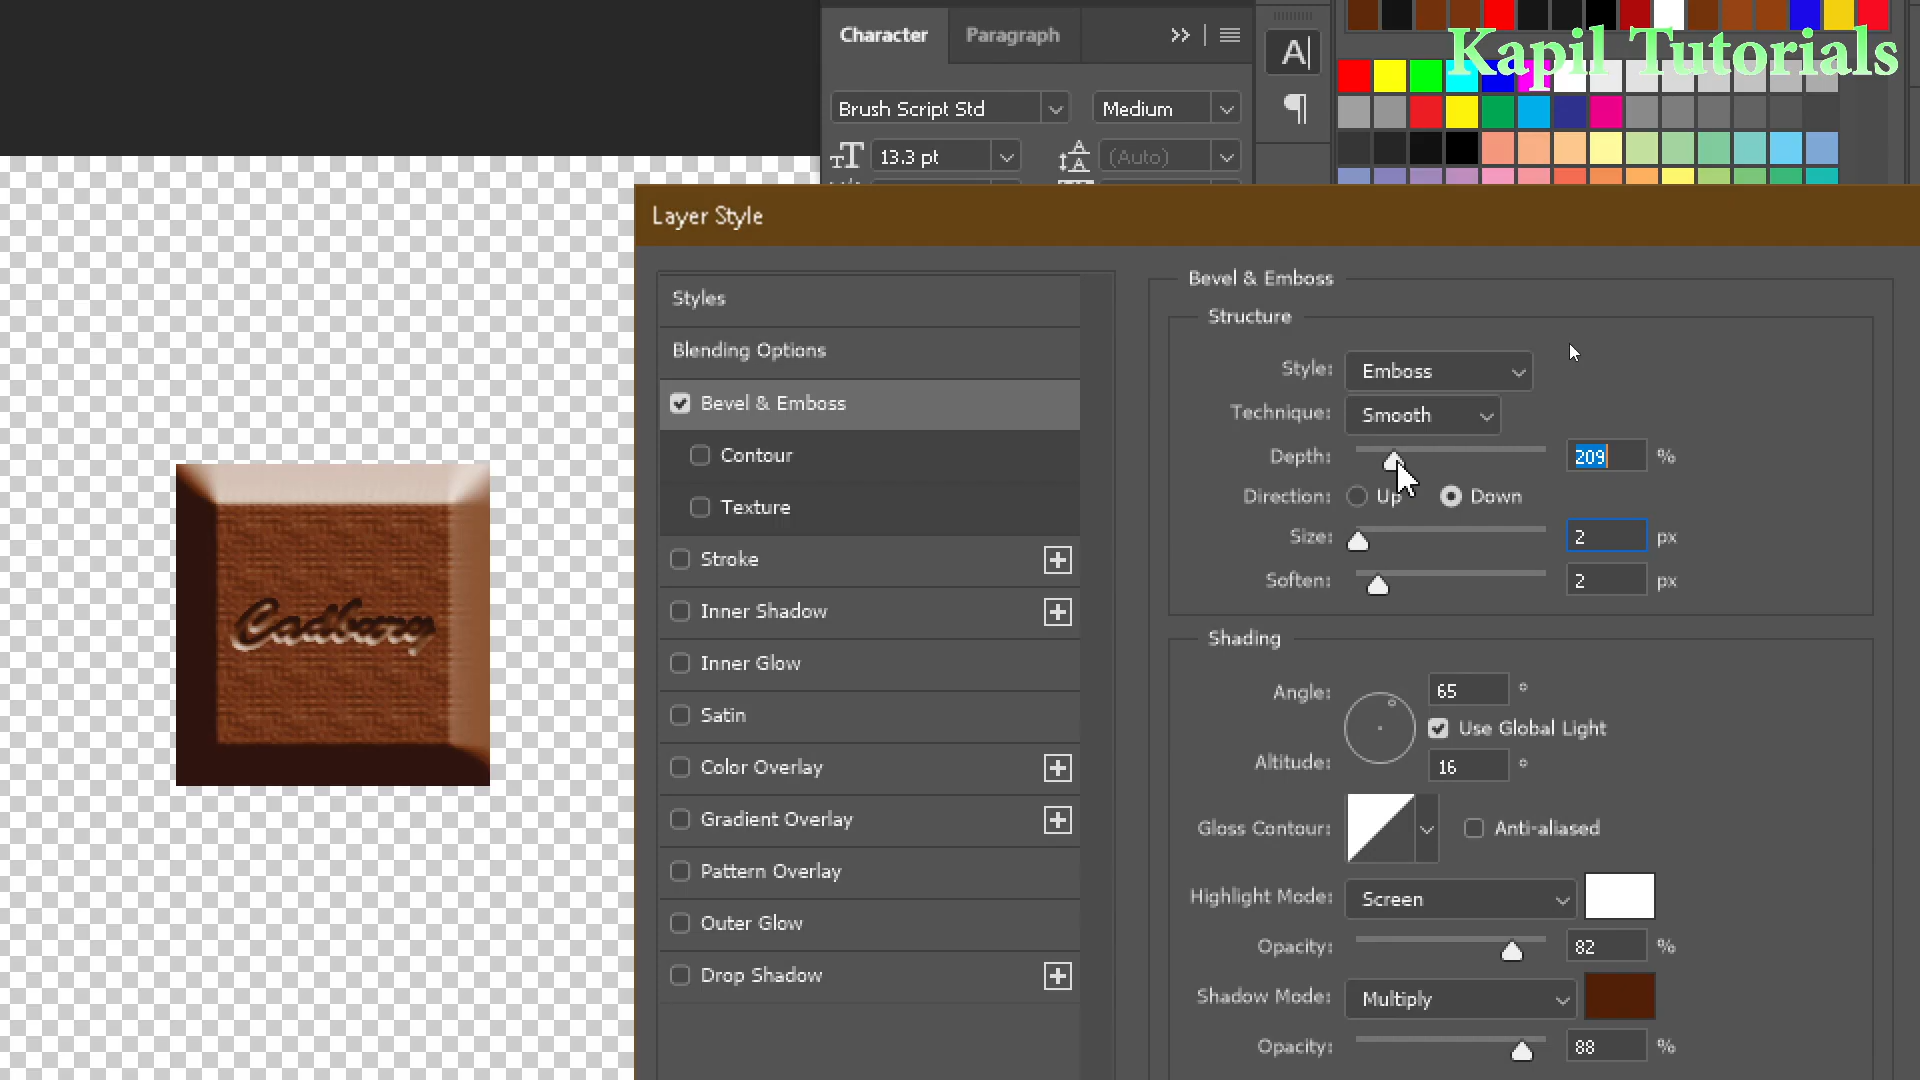 Character
Paragraph
Kapil Tutorials
Brush Script Std
Medium
13.3 pt
(Auto)
Layer Style
Styles
Blending Options
Bevel & Emboss
Contour
Texture
Stroke
Inner Shadow
Inner Glow
Satin
Color Overlay
Gradient Overlay
Pattern Overlay
Outer Glow
Drop Shadow
Bevel & Emboss
Structure
Style: Emboss
Technique: Smooth
Depth: 209 %
Direction: Up Down
Size: 2 px
Soften: 2 px
Shading
Angle: 65 °
Use Global Light
Altitude: 16 °
Gloss Contour: Anti-aliased
Highlight Mode: Screen
Opacity: 82 %
Shadow Mode: Multiply
Opacity: 88 %
Cadbury